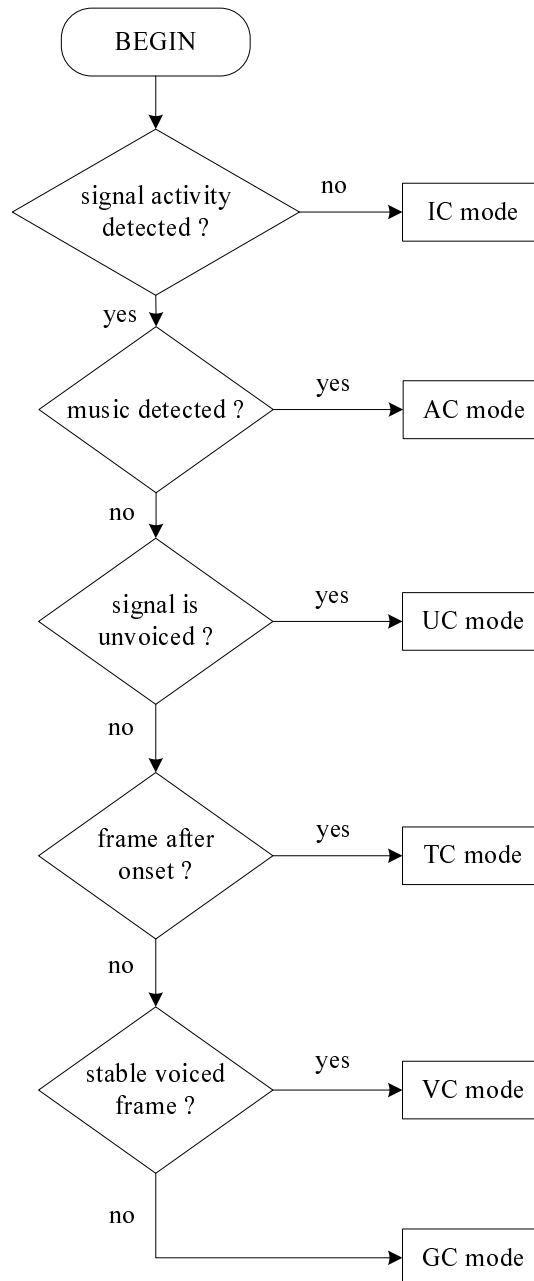 BEGIN
signal activity
detected ?
no
IC mode
yes
music detected ?
yes
AC mode
no
signal is
unvoiced ?
yes
UC mode
no
frame after
onset ?
yes
TC mode
no
stable voiced
frame ?
yes
VC mode
no
GC mode